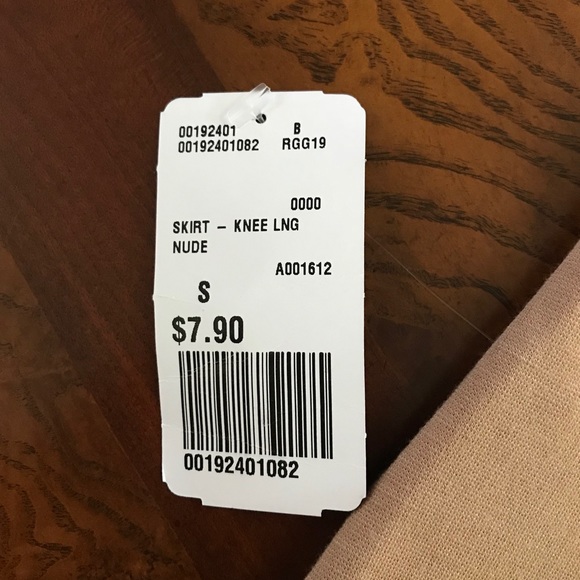 00192401 B
00192401082 RGG19
0000
SKIRT – KNEE LNG
NUDE
A001612
S
$7.90
00192401082